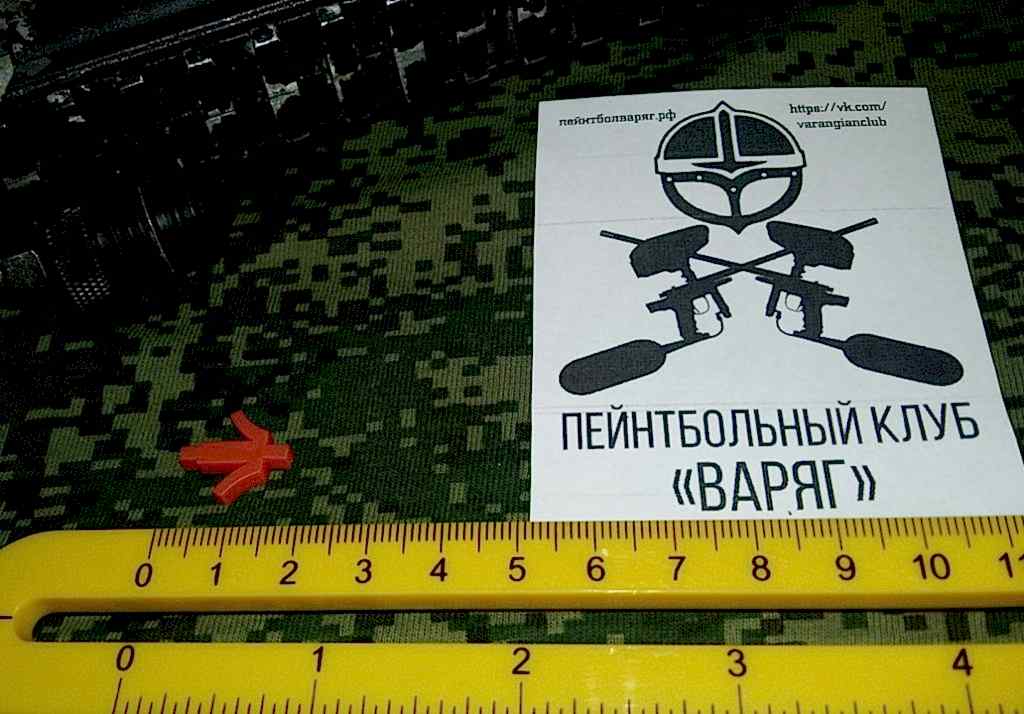 пейнтболваряг.рф
https://vk.com/
varangianclub
ПЕЙНТБОЛЬНЫЙ КЛУБ
«ВАРЯГ»
0 1 2 3 4 5 6 7 8 9 10 11
0 1 2 3 4